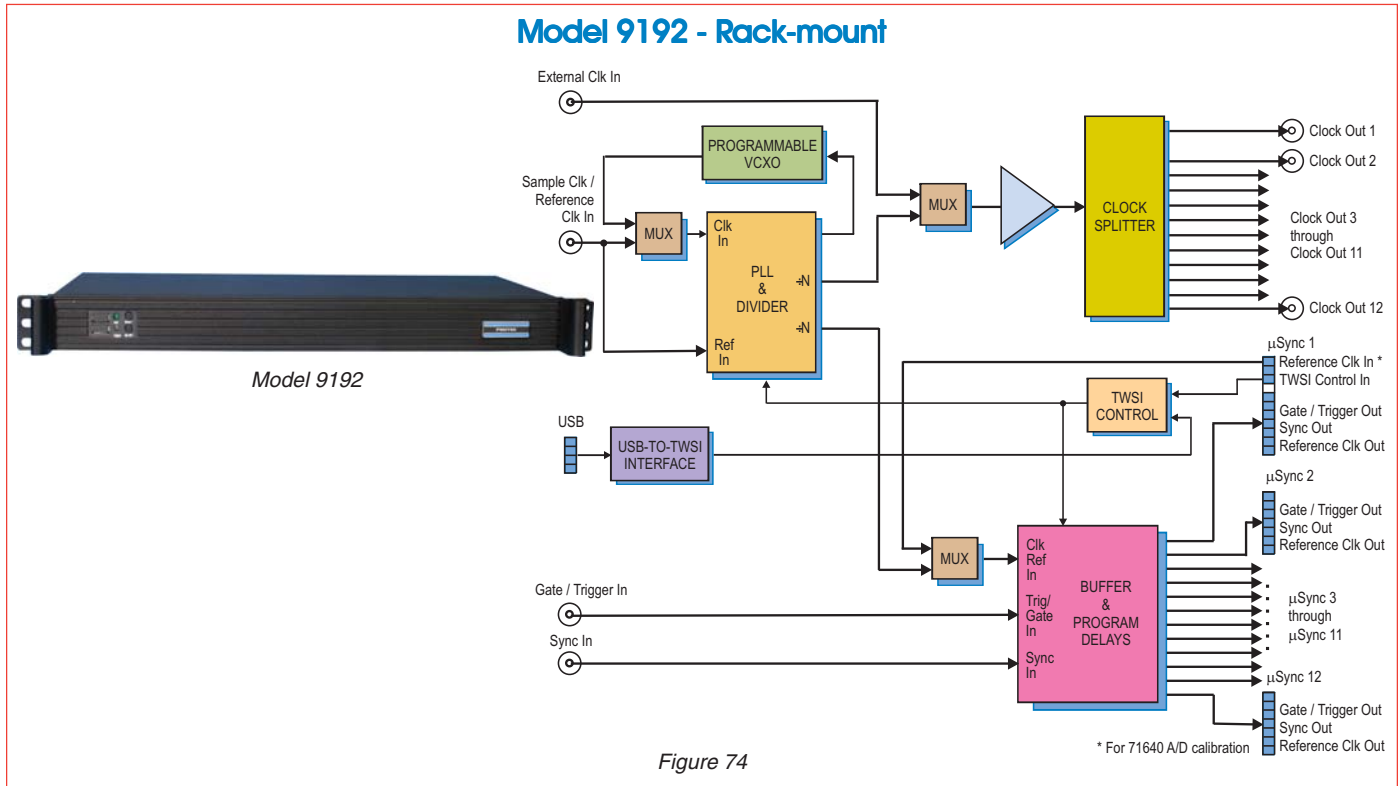 Model 9192 - Rack-mount
External Clk In
PROGRAMMABLE
VCXO
Sample Clk /
Reference
Clk In
MUX
Clk
In
PLL
&
DIVIDER
÷N
÷N
Ref
In
MUX
CLOCK
SPLITTER
Clock Out 1
Clock Out 2
Clock Out 3
through
Clock Out 11
Clock Out 12
Model 9192
USB
USB-TO-TWSI
INTERFACE
TWSI
CONTROL
µSync 1
Reference Clk In *
TWSI Control In
Gate / Trigger Out
Sync Out
Reference Clk Out
µSync 2
Gate / Trigger Out
Sync Out
Reference Clk Out
MUX
Gate / Trigger In
Sync In
Clk
Ref
In
Trig/
Gate
In
Sync
In
BUFFER
&
PROGRAM
DELAYS
µSync 3
through
µSync 11
µSync 12
Gate / Trigger Out
Sync Out
Reference Clk Out
* For 71640 A/D calibration
Figure 74